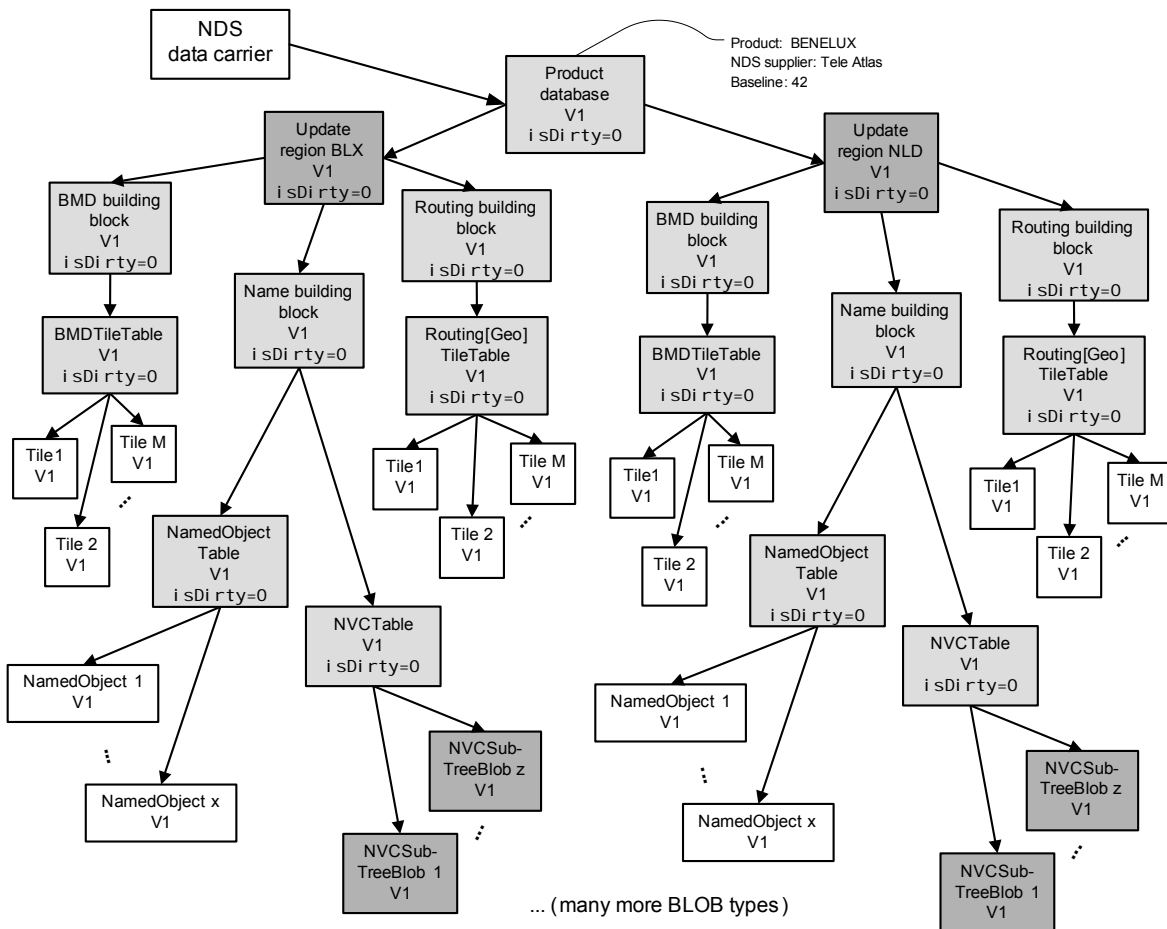 NDS
data carrier
Product: BENELUX
NDS supplier: Tele Atlas
Baseline: 42
Product
database
V1
isDirty=0
Update
region BLX
V1
isDirty=0
Update
region NLD
V1
isDirty=0
BMD building
block
V1
isDirty=0
Routing building
block
V1
isDirty=0
Name building
block
V1
isDirty=0
BMDTileTable
V1
isDirty=0
Routing[Geo]
TileTable
V1
isDirty=0
Tile1
V1
Tile M
V1
...
Tile 2
V1
Tile1
V1
Tile M
V1
...
Tile 2
V1
NamedObject
Table
V1
isDirty=0
NVCTable
V1
isDirty=0
NamedObject 1
V1
...
NamedObject x
V1
NVCSub-
TreeBlob z
V1
...
NVCSub-
TreeBlob 1
V1
BMD building
block
V1
isDirty=0
Routing building
block
V1
isDirty=0
Name building
block
V1
isDirty=0
BMDTileTable
V1
isDirty=0
Routing[Geo]
TileTable
V1
isDirty=0
Tile1
V1
Tile M
V1
...
Tile 2
V1
Tile1
V1
Tile M
V1
...
Tile 2
V1
NamedObject
Table
V1
isDirty=0
NVCTable
V1
isDirty=0
NamedObject 1
V1
...
NamedObject x
V1
NVCSub-
TreeBlob z
V1
...
NVCSub-
TreeBlob 1
V1
... (many more BLOB types)